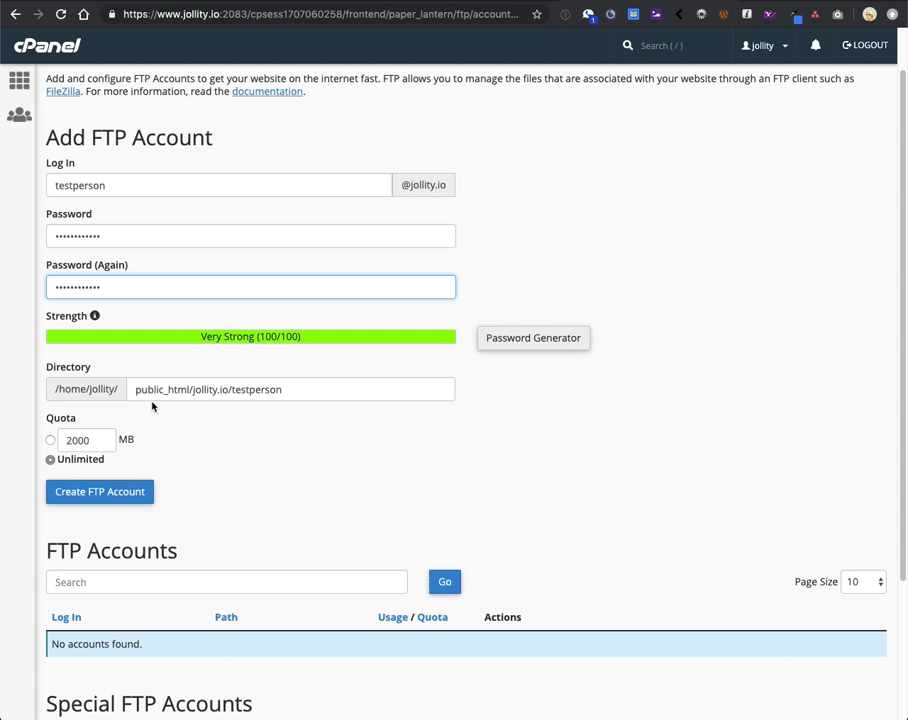 https://www.jollity.io:2083/cpsess1707060258/frontend/paper_lantern/ftp/account...
cPanel
Search ( / )
jollity
LOGOUT
Add and configure FTP Accounts to get your website on the internet fast. FTP allows you to manage the files that are associated with your website through an FTP client such as
FileZilla. For more information, read the documentation.
Add FTP Account
Log In
testperson
@jollity.io
Password
••••••••••••
Password (Again)
••••••••••••
Strength
Very Strong (100/100)
Password Generator
Directory
/home/jollity/
public_html/jollity.io/testperson
Quota
2000
MB
Unlimited
Create FTP Account
FTP Accounts
Search
Go
Page Size
10
Log In
Path
Usage / Quota
Actions
No accounts found.
Special FTP Accounts